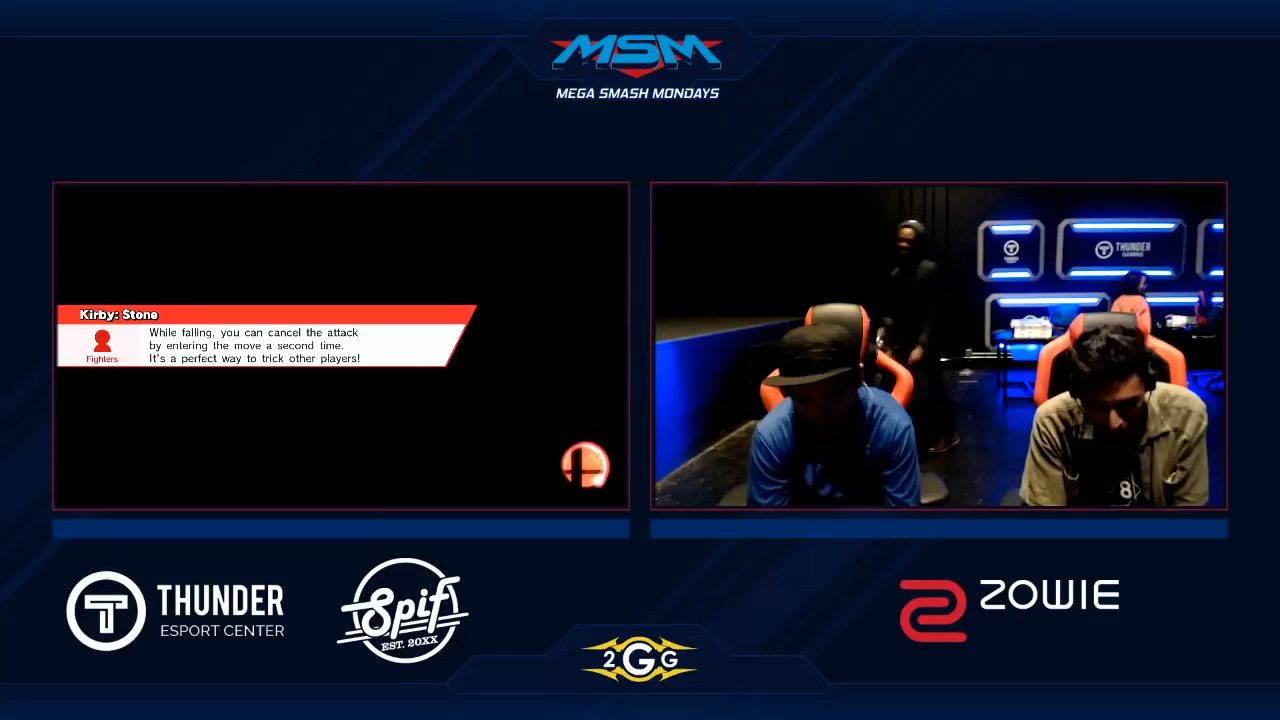 MSM
MEGA SMASH MONDAYS
Kirby: Stone
Fighters
While falling, you can cancel the attack
by entering the move a second time.
It's a perfect way to trick other players!
THUNDER
GAMING
8
THUNDER
ESPORT CENTER
Spif
EST. 20XX
2GG
ZOWIE